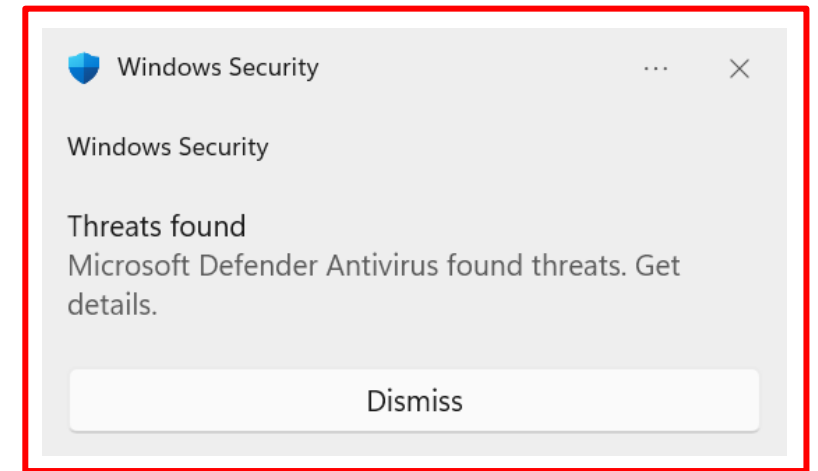 Windows Security
Windows Security
Threats found
Microsoft Defender Antivirus found threats. Get
details.
Dismiss